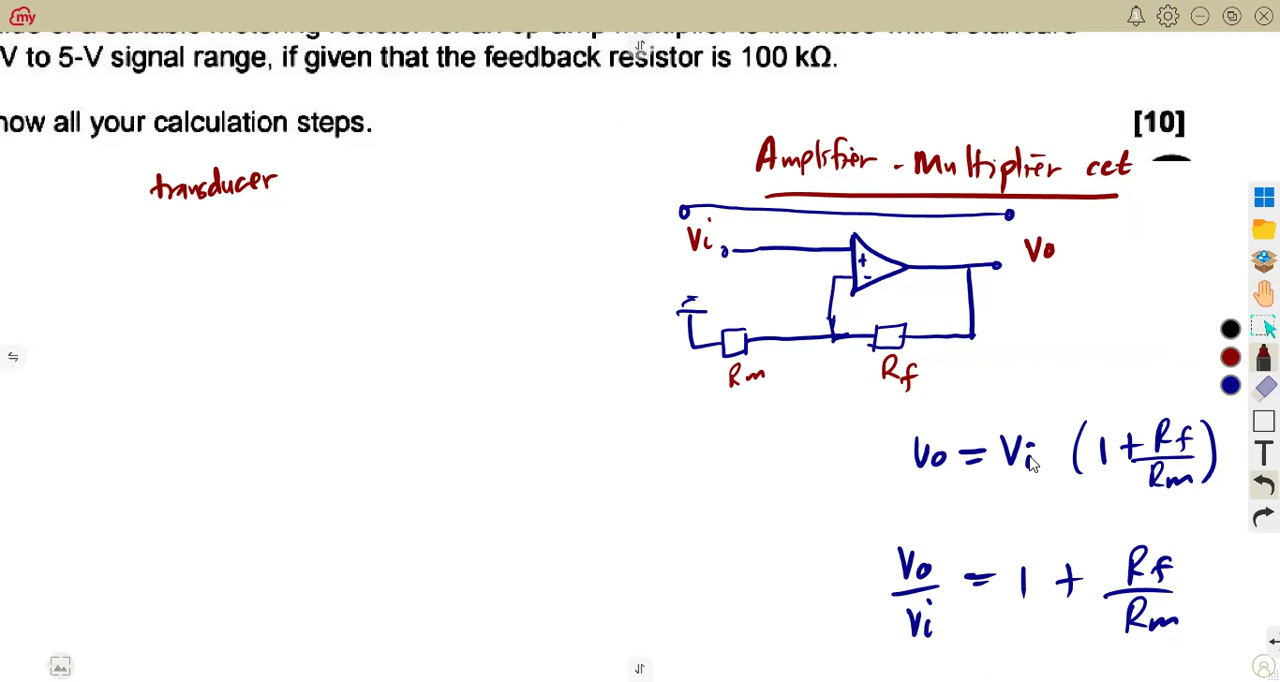 my
V to 5-V signal range, if given that the feedback resistor is 100 kΩ.
how all your calculation steps.
[10]
transducer
Amplifier - Multiplier cct
Vi
Vo
+
-
Rm
Rf
Vo = Vi (1 + Rf/Rm)
Vo/Vi = 1 + Rf/Rm
T